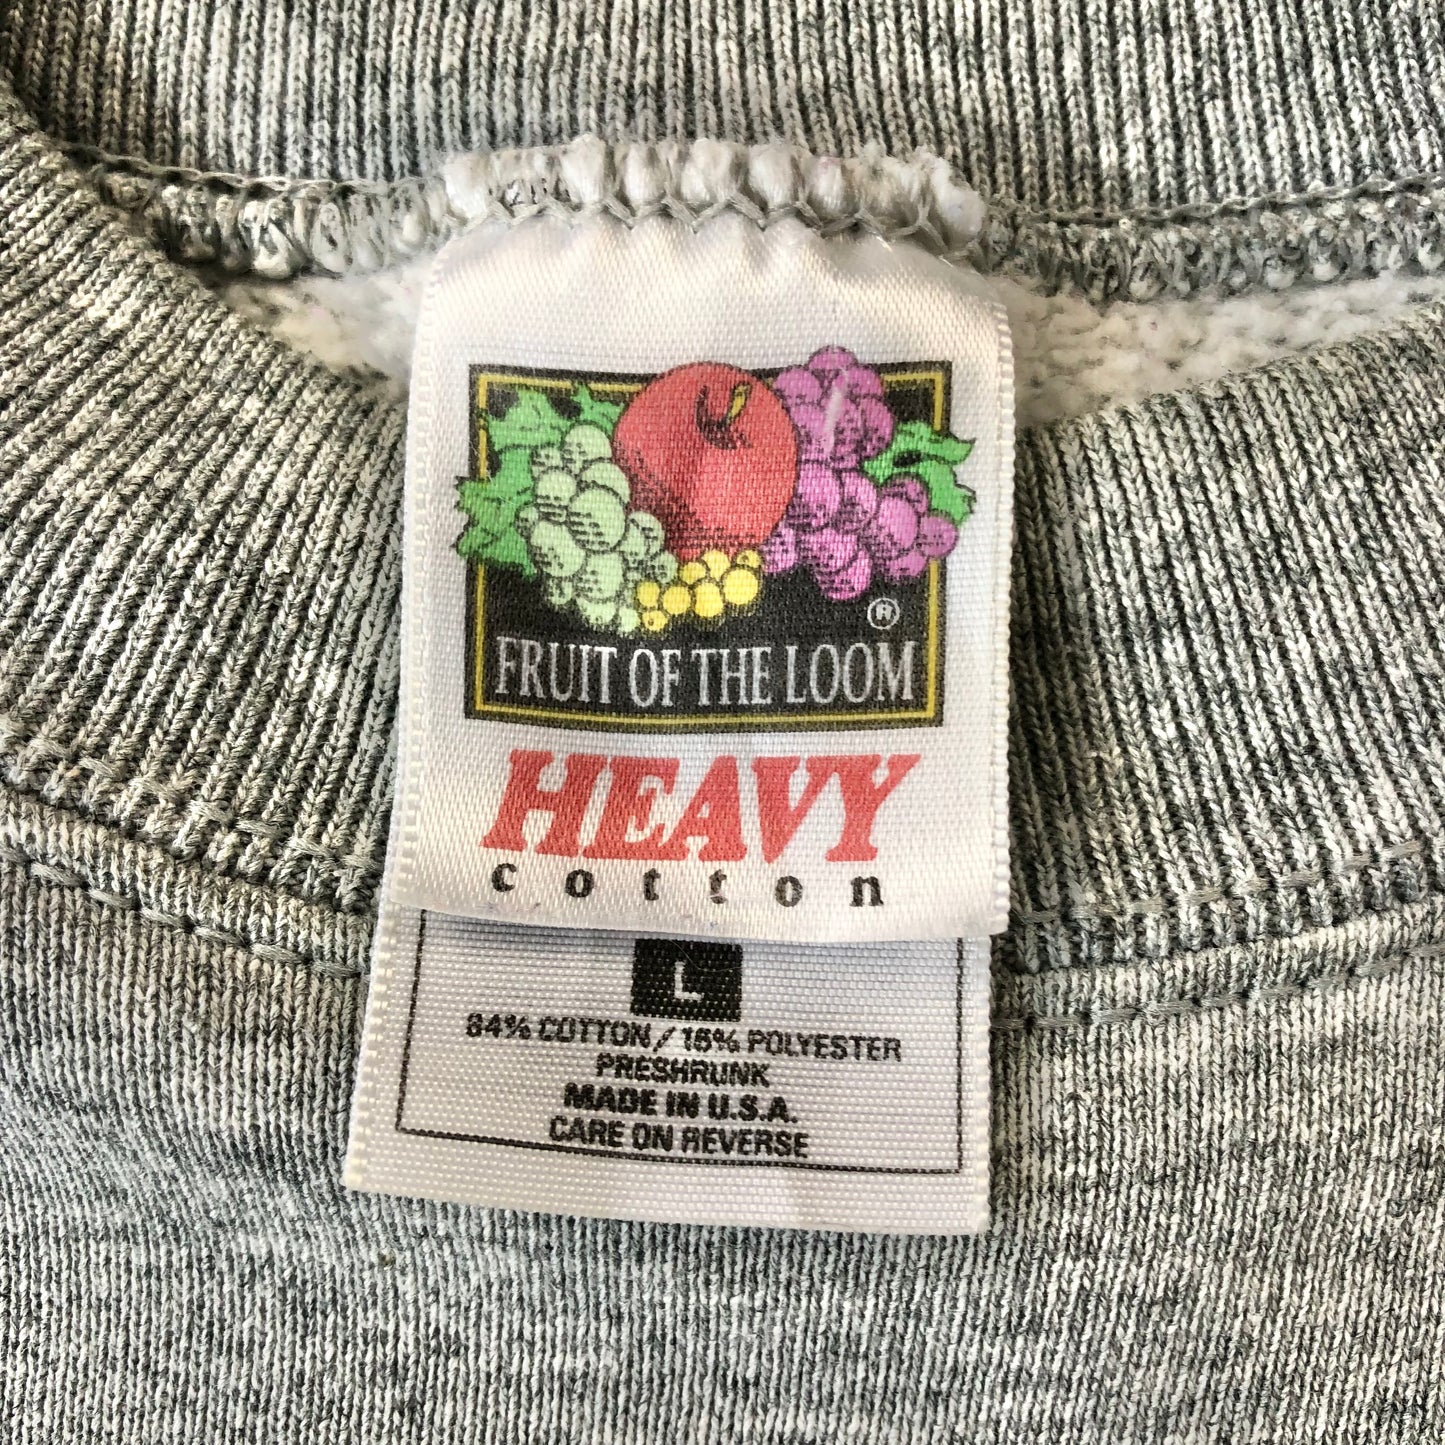 ®
FRUIT OF THE LOOM
HEAVY
cotton
L
84% COTTON / 16% POLYESTER
PRESHRUNK
MADE IN U.S.A.
CARE ON REVERSE